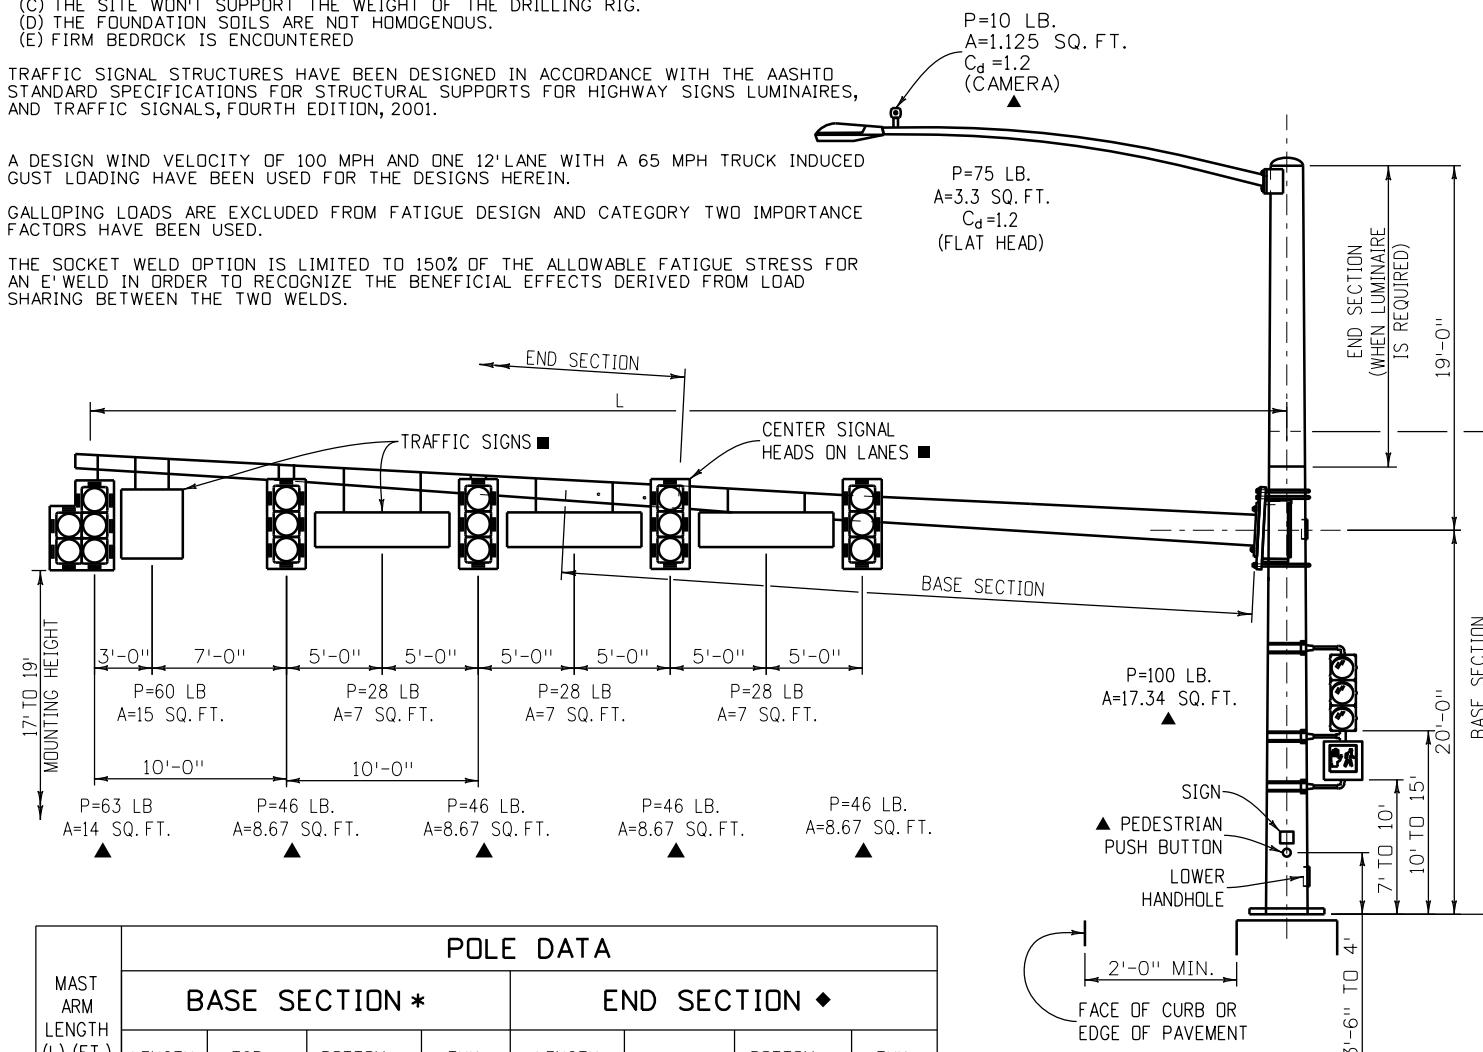 (C) THE SITE WON'T SUPPORT THE WEIGHT OF THE DRILLING RIG.
(D) THE FOUNDATION SOILS ARE NOT HOMOGENOUS.
(E) FIRM BEDROCK IS ENCOUNTERED
TRAFFIC SIGNAL STRUCTURES HAVE BEEN DESIGNED IN ACCORDANCE WITH THE AASHTO
STANDARD SPECIFICATIONS FOR STRUCTURAL SUPPORTS FOR HIGHWAY SIGNS LUMINAIRES,
AND TRAFFIC SIGNALS, FOURTH EDITION, 2001.
A DESIGN WIND VELOCITY OF 100 MPH AND ONE 12' LANE WITH A 65 MPH TRUCK INDUCED
GUST LOADING HAVE BEEN USED FOR THE DESIGNS HEREIN.
GALLOPING LOADS ARE EXCLUDED FROM FATIGUE DESIGN AND CATEGORY TWO IMPORTANCE
FACTORS HAVE BEEN USED.
THE SOCKET WELD OPTION IS LIMITED TO 150% OF THE ALLOWABLE FATIGUE STRESS FOR
AN E' WELD IN ORDER TO RECOGNIZE THE BENEFICIAL EFFECTS DERIVED FROM LOAD
SHARING BETWEEN THE TWO WELDS.
P=10 LB.
A=1.125 SQ. FT.
Cd =1.2
(CAMERA)
▲
P=75 LB.
A=3.3 SQ. FT.
Cd =1.2
(FLAT HEAD)
END SECTION
(WHEN LUMINAIRE
IS REQUIRED)
19'-0"
END SECTION
L
TRAFFIC SIGNS ■
CENTER SIGNAL
HEADS ON LANES ■
BASE SECTION
17' TO 19'
MOUNTING HEIGHT
3'-0" 7'-0" 5'-0" 5'-0" 5'-0" 5'-0" 5'-0" 5'-0"
P=60 LB
A=15 SQ. FT.
P=28 LB
A=7 SQ. FT.
P=28 LB
A=7 SQ. FT.
P=28 LB
A=7 SQ. FT.
10'-0" 10'-0"
P=63 LB
A=14 SQ. FT.
▲
P=46 LB.
A=8.67 SQ. FT.
▲
P=46 LB.
A=8.67 SQ. FT.
▲
P=46 LB.
A=8.67 SQ. FT.
▲
P=46 LB.
A=8.67 SQ. FT.
▲
P=100 LB.
A=17.34 SQ. FT.
▲
SIGN
▲ PEDESTRIAN
PUSH BUTTON
LOWER
HANDHOLE
7' TO 10'
10' TO 15'
20'-0"
BASE SECTION
2'-0" MIN.
3'-6" TO 4'
FACE OF CURB OR
EDGE OF PAVEMENT
POLE DATA
MAST
ARM
LENGTH
(L) (FT.)
BASE SECTION *
END SECTION ◆